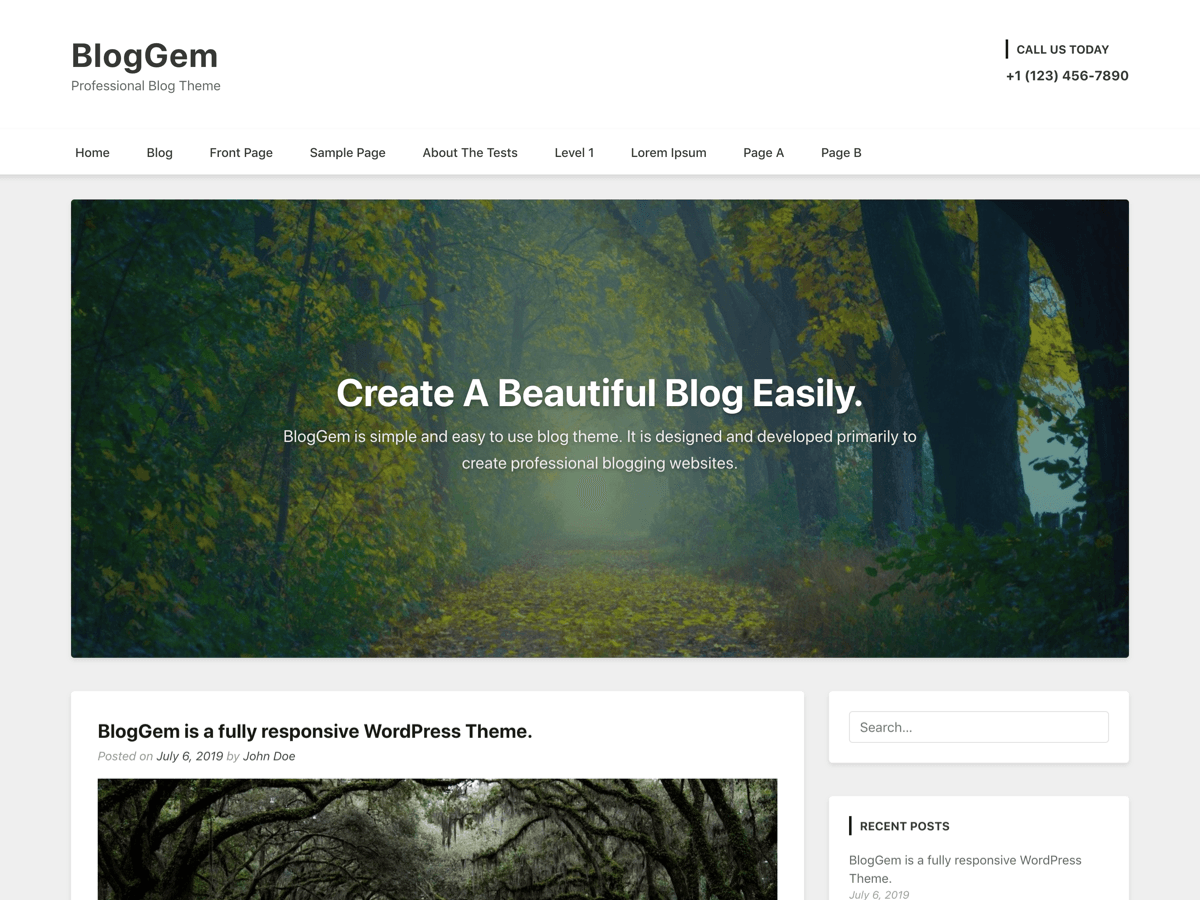 BlogGem
Professional Blog Theme
CALL US TODAY
+1 (123) 456-7890
Home Blog Front Page Sample Page About The Tests Level 1 Lorem Ipsum Page A Page B
Create A Beautiful Blog Easily.
BlogGem is simple and easy to use blog theme. It is designed and developed primarily to
create professional blogging websites.
BlogGem is a fully responsive WordPress Theme.
Posted on July 6, 2019 by John Doe
Search...
RECENT POSTS
BlogGem is a fully responsive WordPress
Theme.
July 6, 2019